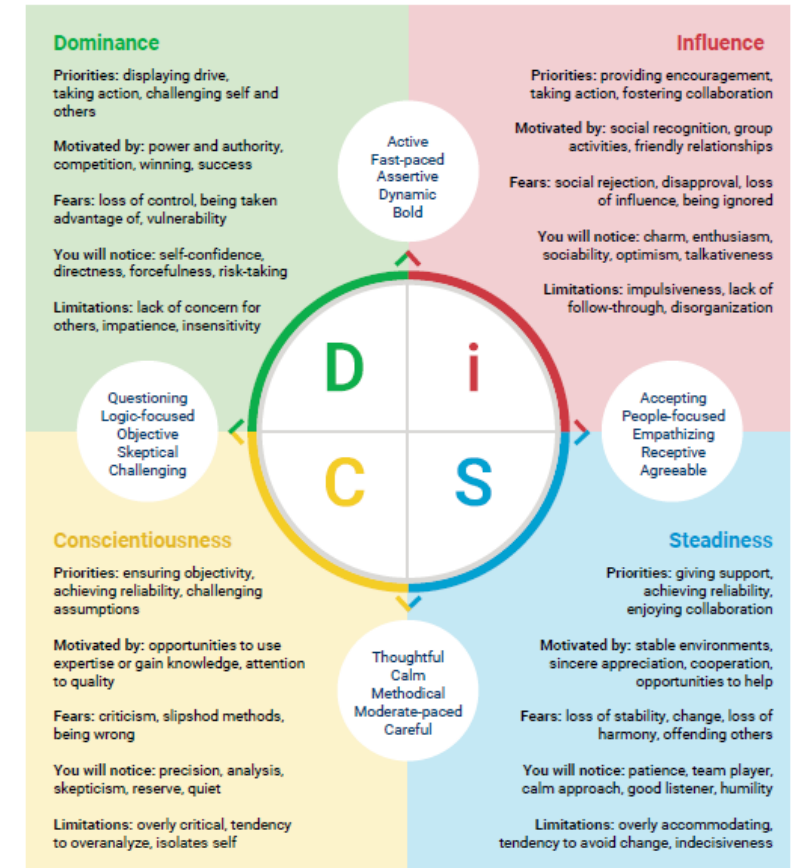 Dominance
Priorities: displaying drive,
taking action, challenging self and
others
Motivated by: power and authority,
competition, winning, success
Fears: loss of control, being taken
advantage of, vulnerability
You will notice: self-confidence,
directness, forcefulness, risk-taking
Limitations: lack of concern for
others, impatience, insensitivity
Active
Fast-paced
Assertive
Dynamic
Bold
Influence
Priorities: providing encouragement,
taking action, fostering collaboration
Motivated by: social recognition, group
activities, friendly relationships
Fears: social rejection, disapproval, loss
of influence, being ignored
You will notice: charm, enthusiasm,
sociability, optimism, talkativeness
Limitations: impulsiveness, lack of
follow-through, disorganization
Questioning
Logic-focused
Objective
Skeptical
Challenging
D
i
C
S
Accepting
People-focused
Empathizing
Receptive
Agreeable
Conscientiousness
Priorities: ensuring objectivity,
achieving reliability, challenging
assumptions
Motivated by: opportunities to use
expertise or gain knowledge, attention
to quality
Fears: criticism, slipshod methods,
being wrong
You will notice: precision, analysis,
skepticism, reserve, quiet
Limitations: overly critical, tendency
to overanalyze, isolates self
Thoughtful
Calm
Methodical
Moderate-paced
Careful
Steadiness
Priorities: giving support,
achieving reliability,
enjoying collaboration
Motivated by: stable environments,
sincere appreciation, cooperation,
opportunities to help
Fears: loss of stability, change, loss of
harmony, offending others
You will notice: patience, team player,
calm approach, good listener, humility
Limitations: overly accommodating,
tendency to avoid change, indecisiveness